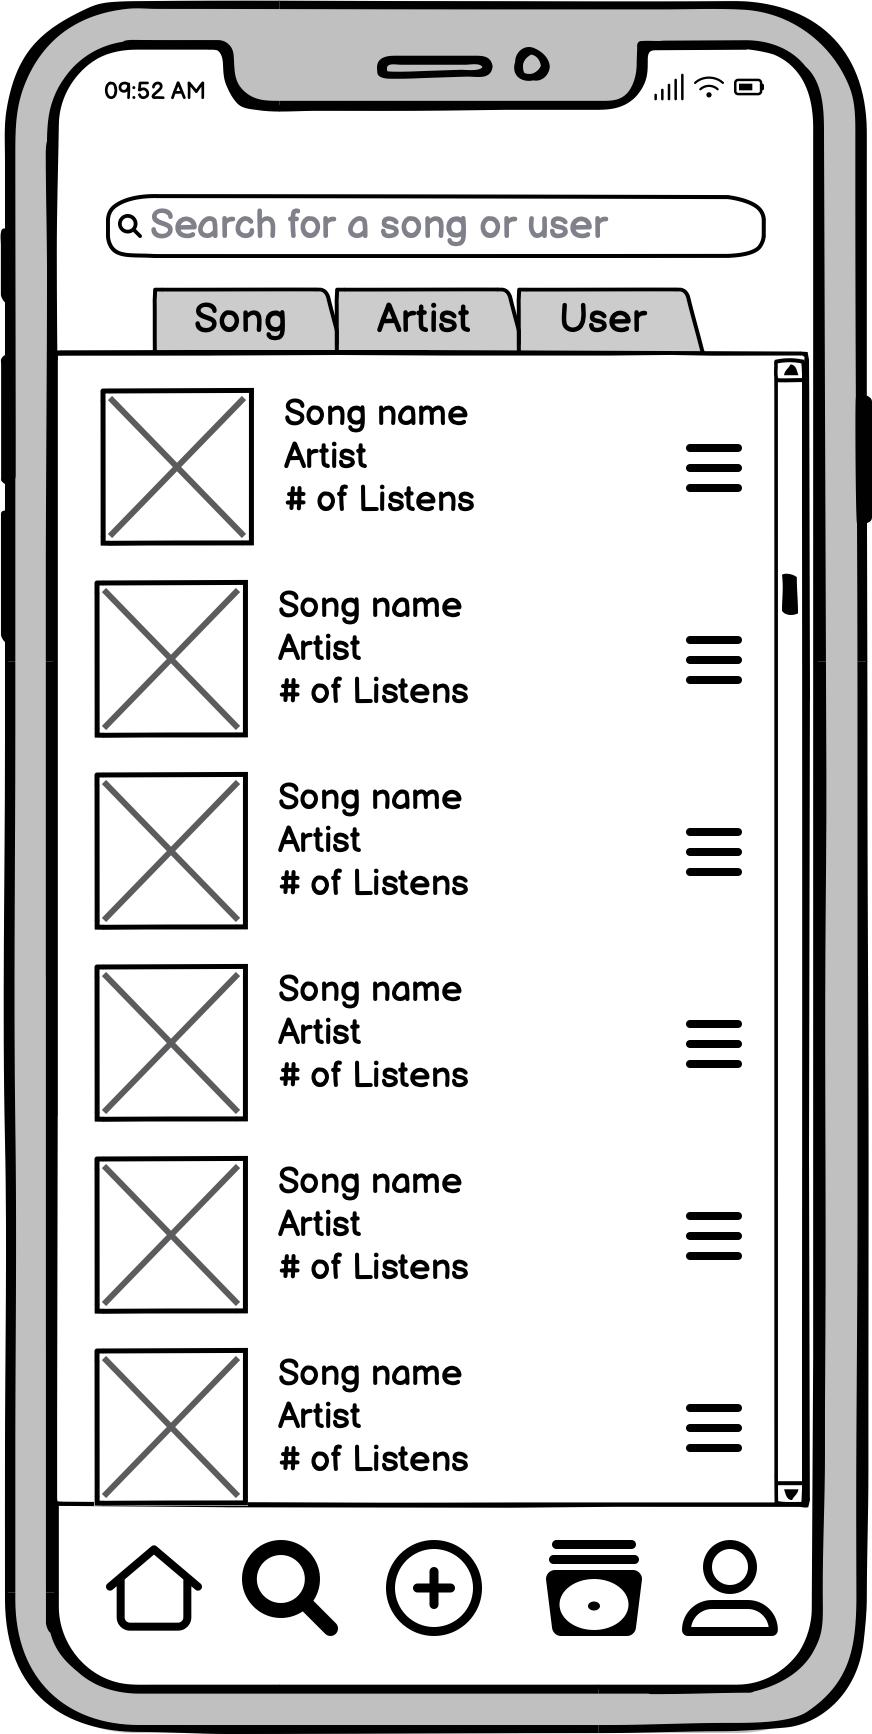 09:52 AM
Search for a song or user
Song Artist User
Song name
Artist
# of Listens
Song name
Artist
# of Listens
Song name
Artist
# of Listens
Song name
Artist
# of Listens
Song name
Artist
# of Listens
Song name
Artist
# of Listens